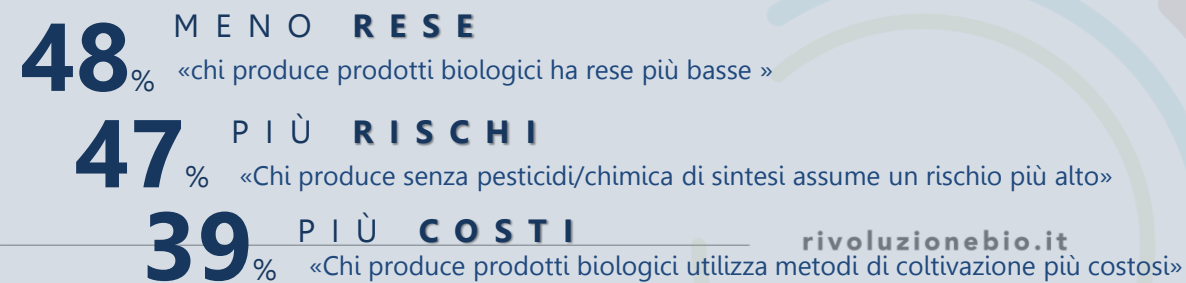 MENO RESE
48% «chi produce prodotti biologici ha rese più basse »
PIÙ RISCHI
47% «Chi produce senza pesticidi/chimica di sintesi assume un rischio più alto»
PIÙ COSTI
rivoluzionebio.it
39% «Chi produce prodotti biologici utilizza metodi di coltivazione più costosi»